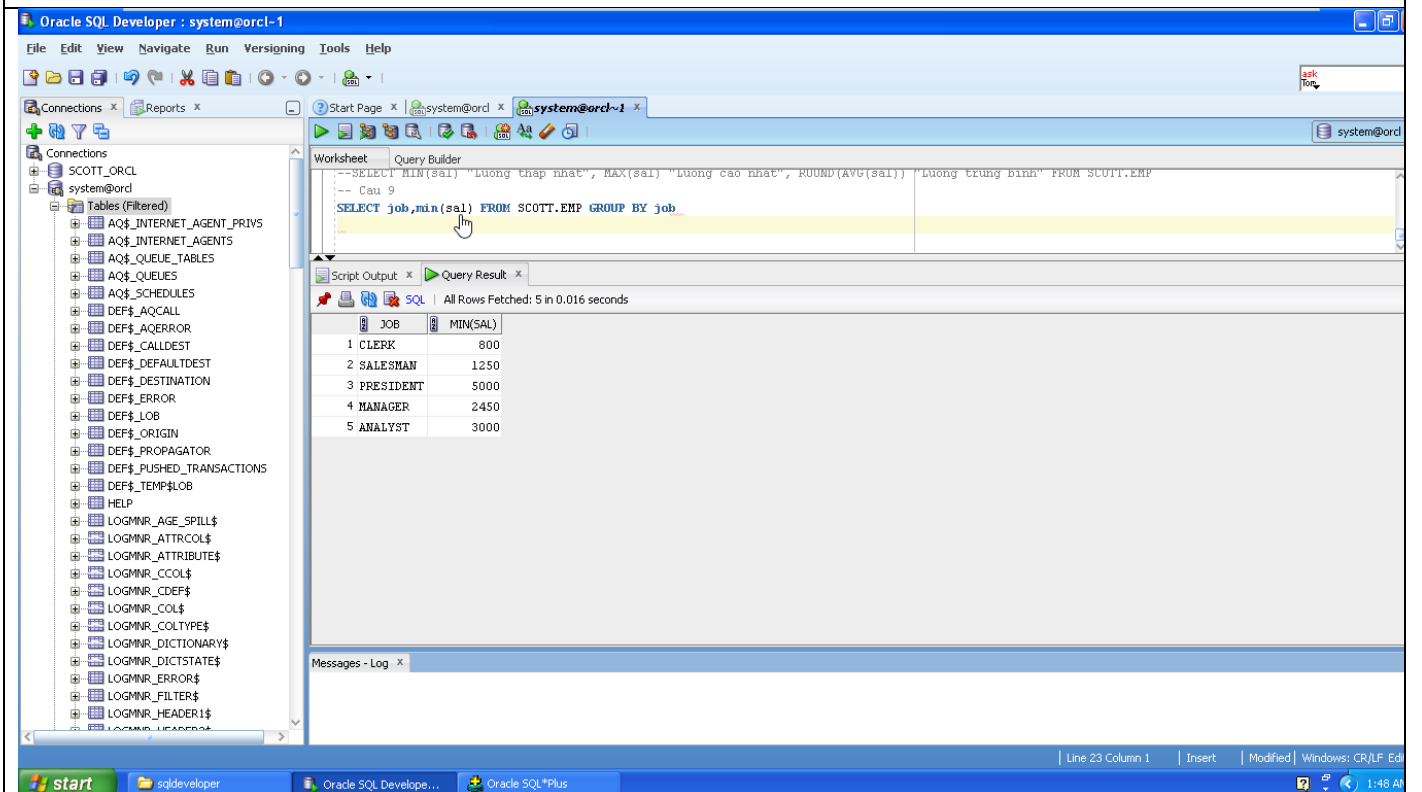 Oracle SQL Developer : system@orcl~1
File Edit View Navigate Run Versioning Tools Help
ask
Tom
Connections x Reports x
Start Page x system@orcl x system@orcl~1 x
system@orcl
Connections
SCOTT_ORCL
system@orcl
Tables (Filtered)
AQ$_INTERNET_AGENT_PRIVS
AQ$_INTERNET_AGENTS
AQ$_QUEUE_TABLES
AQ$_QUEUES
AQ$_SCHEDULES
DEF$_AQCALL
DEF$_AQERROR
DEF$_CALLDEST
DEF$_DEFAULTDEST
DEF$_DESTINATION
DEF$_ERROR
DEF$_LOB
DEF$_ORIGIN
DEF$_PROPAGATOR
DEF$_PUSHED_TRANSACTIONS
DEF$_TEMP$LOB
HELP
LOGMNR_AGE_SPILL$
LOGMNR_ATTRCOL$
LOGMNR_ATTRIBUTE$
LOGMNR_CCOL$
LOGMNR_CDEF$
LOGMNR_COL$
LOGMNR_COLTYPE$
LOGMNR_DICTIONARY$
LOGMNR_DICTSTATE$
LOGMNR_ERROR$
LOGMNR_FILTER$
LOGMNR_HEADER1$
Worksheet Query Builder
--SELECT MIN(sal) "Luong thap nhat", MAX(sal) "Luong cao nhat", ROUND(AVG(sal)) "Luong trung binh" FROM SCOTT.EMP
-- Cau 9
SELECT job,min(sal) FROM SCOTT.EMP GROUP BY job
Script Output x Query Result x
SQL | All Rows Fetched: 5 in 0.016 seconds
JOB MIN(SAL)
1 CLERK 800
2 SALESMAN 1250
3 PRESIDENT 5000
4 MANAGER 2450
5 ANALYST 3000
Messages - Log x
Line 23 Column 1 | Insert | Modified | Windows: CR/LF Edi
start sqldeveloper Oracle SQL Develope... Oracle SQL*Plus 1:48 AM